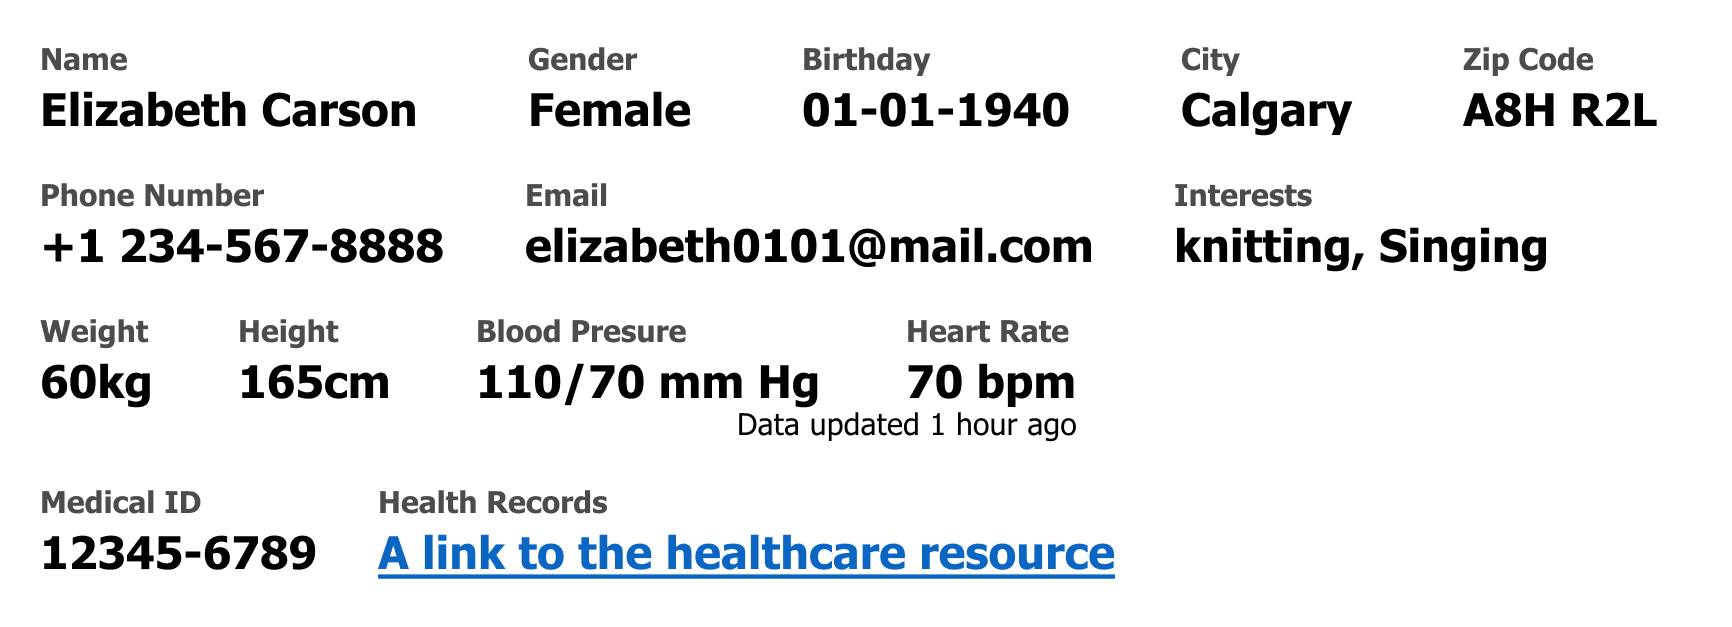 Name Gender Birthday City Zip Code
Elizabeth Carson Female 01-01-1940 Calgary A8H R2L
Phone Number Email Interests
+1 234-567-8888 elizabeth0101@mail.com knitting, Singing
Weight Height Blood Presure Heart Rate
60kg 165cm 110/70 mm Hg 70 bpm
Data updated 1 hour ago
Medical ID Health Records
12345-6789 A link to the healthcare resource